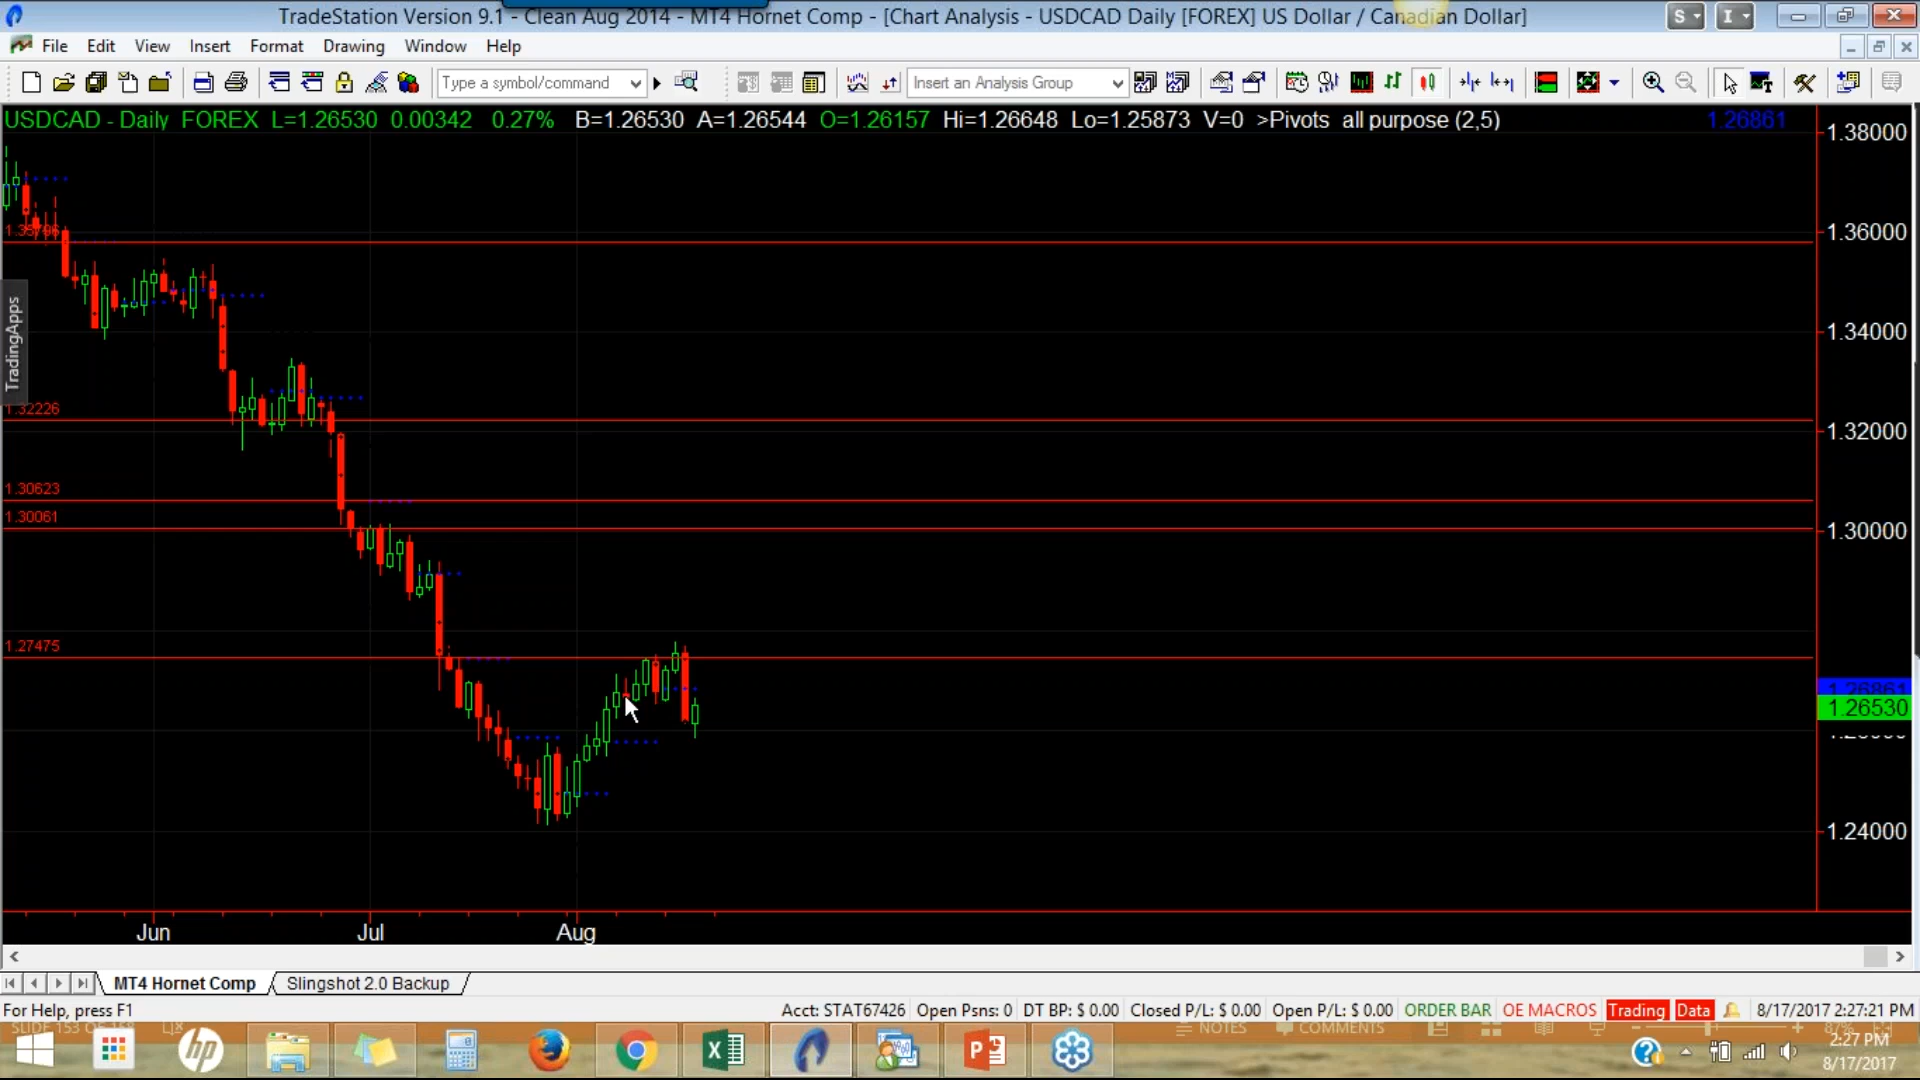 TradeStation Version 9.1 - Clean Aug 2014 - MT4 Hornet Comp - [Chart Analysis - USDCAD Daily [FOREX] US Dollar / Canadian Dollar]
S
I
File Edit View Insert Format Drawing Window Help
Type a symbol/command
Insert an Analysis Group
USDCAD - Daily FOREX L=1.26530 0.00342 0.27% B=1.26530 A=1.26544 O=1.26157 Hi=1.26648 Lo=1.25873 V=0 >Pivots all purpose (2,5) 1.26861
1.38000
1.36000
1.34000
TradingApps
1.32226
1.32000
1.30623
1.30061
1.30000
1.27475
1.26861
1.26530
1.24000
Jun Jul Aug
MT4 Hornet Comp
Slingshot 2.0 Backup
For Help, press F1
Acct: STAT67426 Open Psns: 0 DT BP: $ 0.00 Closed P/L: $ 0.00 Open P/L: $ 0.00 ORDER BAR OE MACROS Trading Data 8/17/2017 2:27:21 PM
NOTES COMMENTS 87%
2:27 PM
8/17/2017